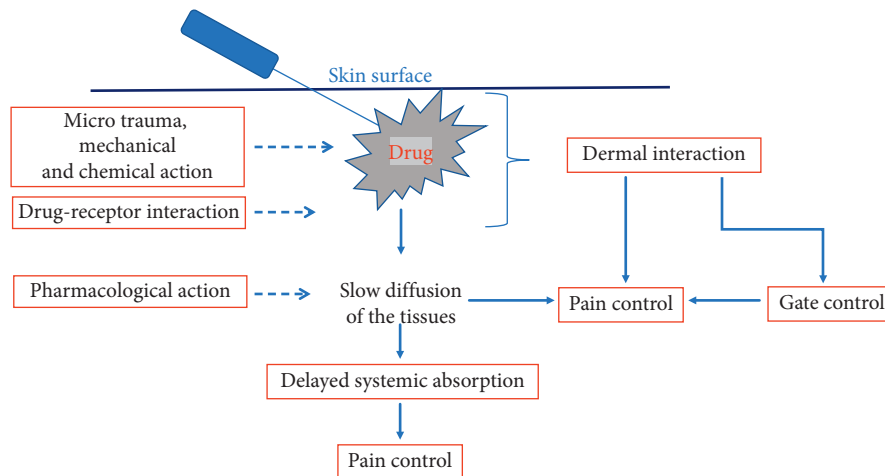 Skin surface
Micro trauma,
mechanical
and chemical action
Drug
Dermal interaction
Drug-receptor interaction
Pharmacological action
Slow diffusion
of the tissues
Pain control
Gate control
Delayed systemic absorption
Pain control